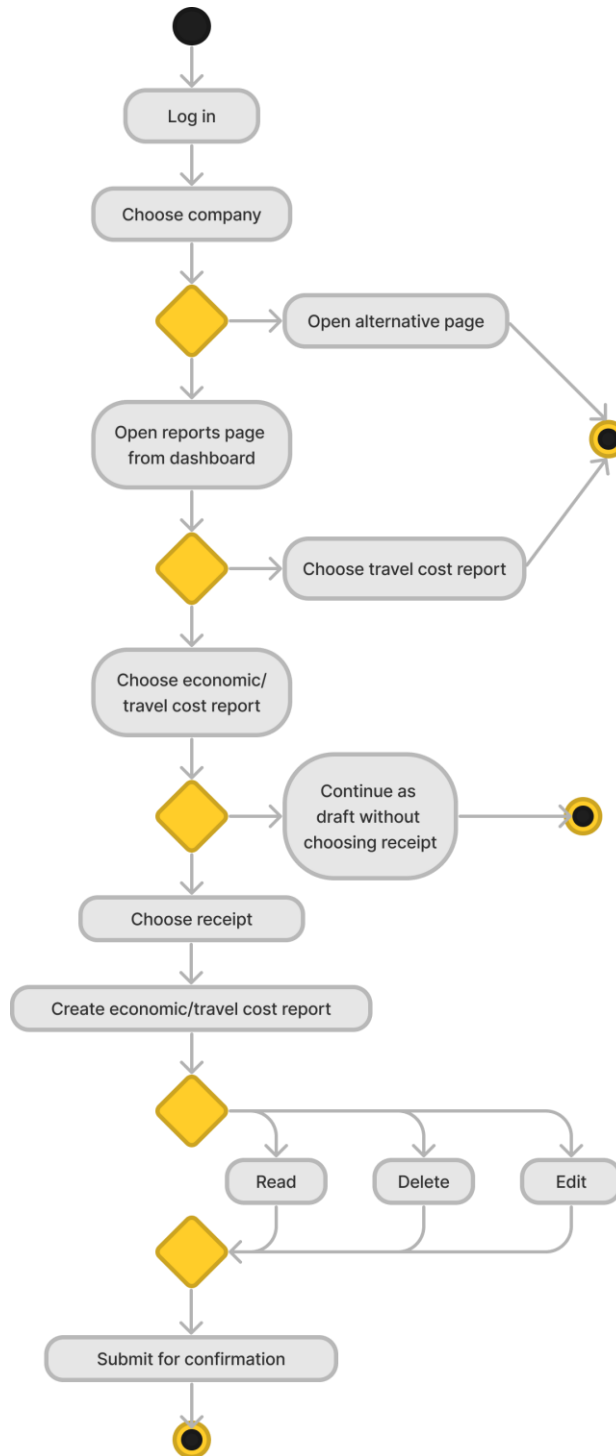 Log in
Choose company
Open alternative page
Open reports page
from dashboard
Choose travel cost report
Choose economic/
travel cost report
Continue as
draft without
choosing receipt
Choose receipt
Create economic/travel cost report
Read
Delete
Edit
Submit for confirmation